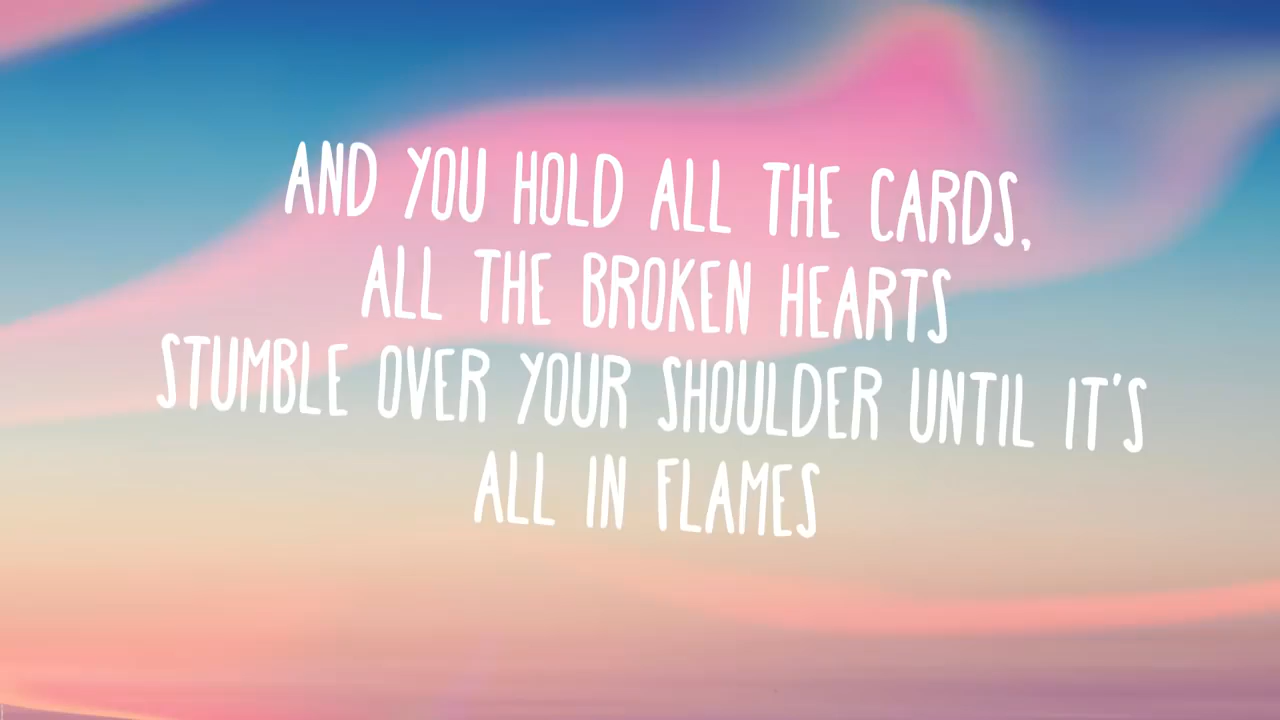 AND YOU HOLD ALL THE CARDS,
ALL THE BROKEN HEARTS
STUMBLE OVER YOUR SHOULDER UNTIL IT'S
ALL IN FLAMES